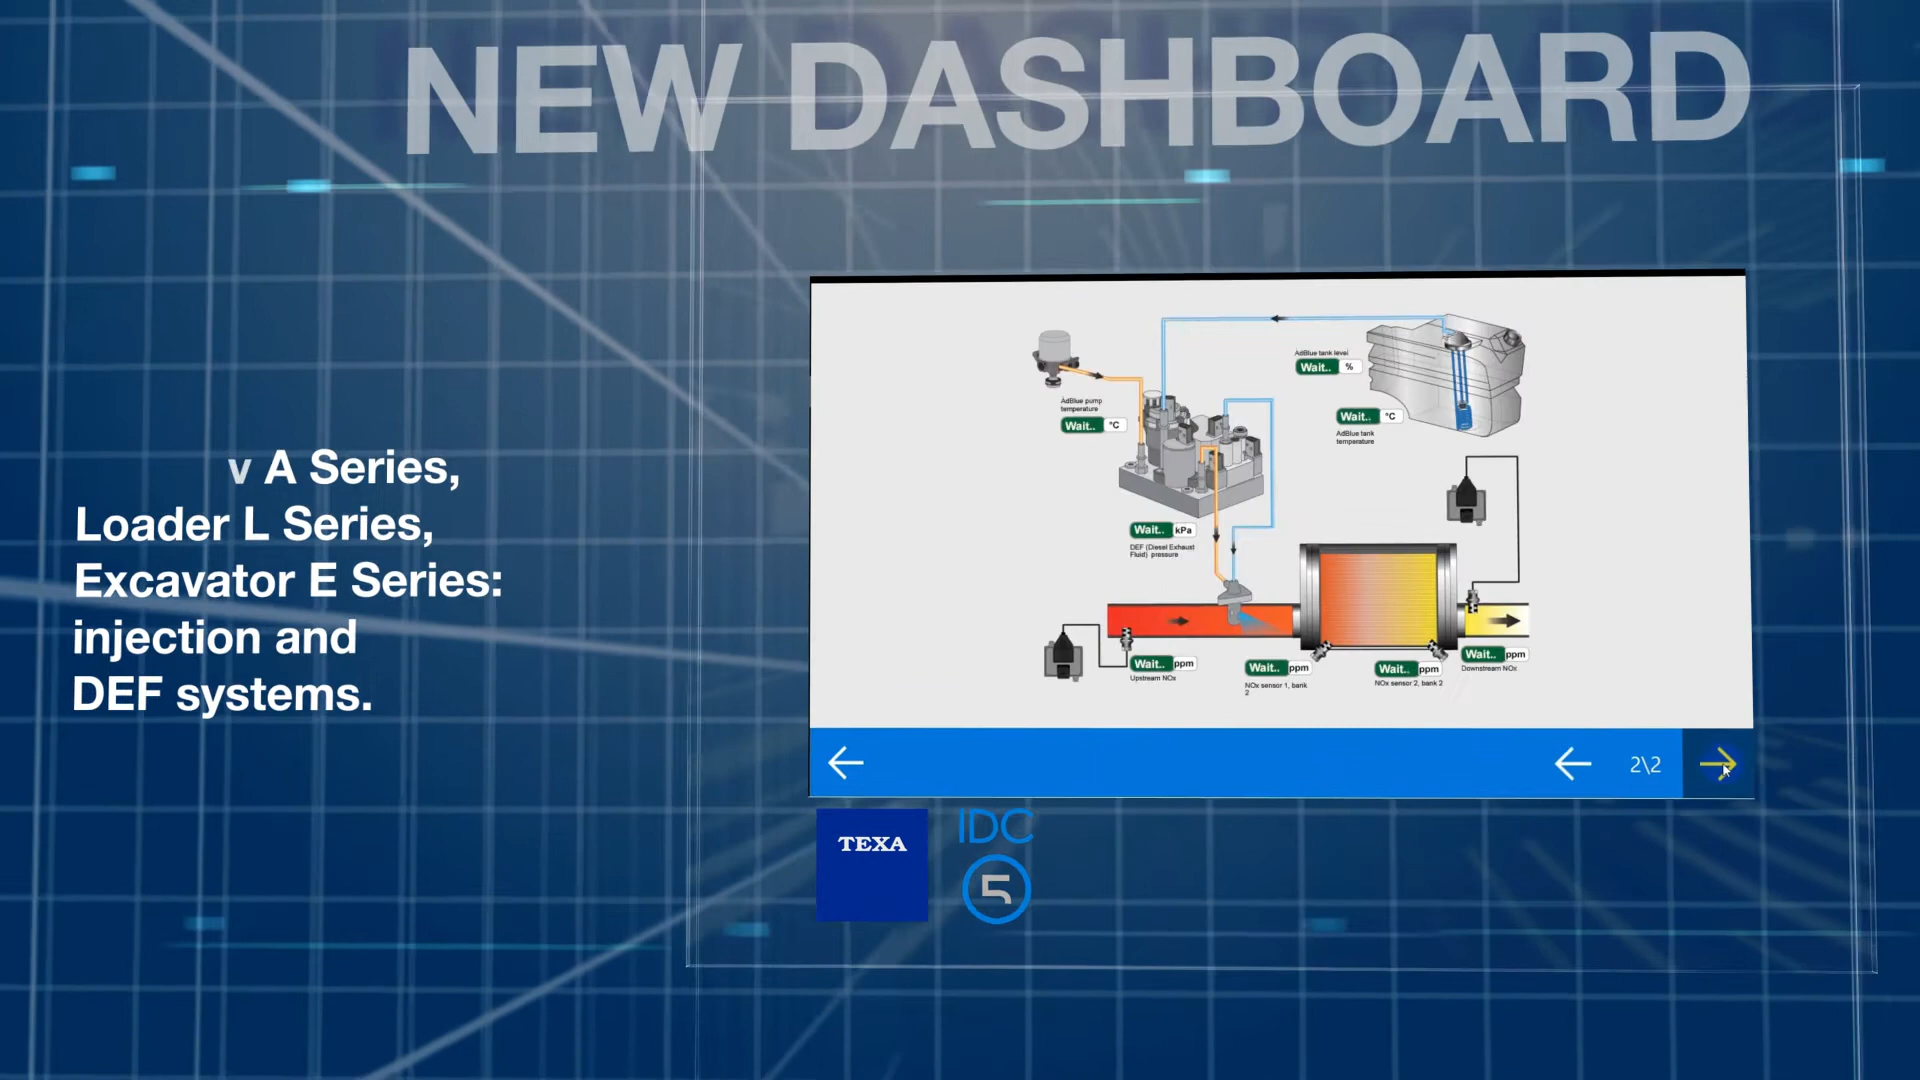 NEW DASHBOARD
v A Series,
Loader L Series,
Excavator E Series:
injection and
DEF systems.
AdBlue tank level
Wait.. %
AdBlue pump
temperature
Wait.. °C
Wait.. °C
AdBlue tank
temperature
Wait.. kPa
DEF (Diesel Exhaust
Fluid) pressure
Wait.. ppm
Upstream NOx
Wait.. ppm
NOx sensor 1, bank
2
Wait.. ppm
NOx sensor 2, bank 2
Wait.. ppm
Downstream NOx
2\2
TEXA
IDC
5